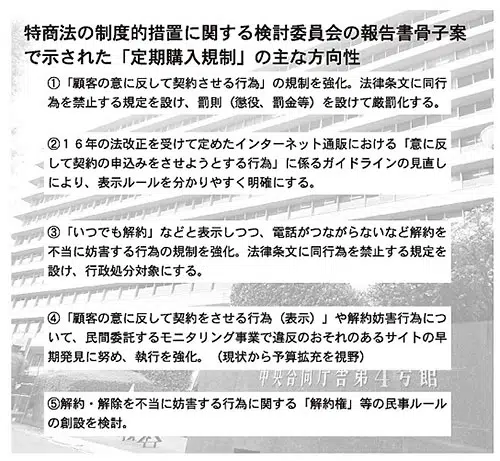 特商法の制度的措置に関する検討委員会の報告書骨子案
で示された「定期購入規制」の主な方向性
①「顧客の意に反して契約させる行為」の規制を強化。法律条文に同行
為を禁止する規定を設け、罰則（懲役、罰金等）を設けて厳罰化する。
②１６年の法改正を受けて定めたインターネット通販における「意に反
して契約の申込みをさせようとする行為」に係るガイドラインの見直し
により、表示ルールを分かりやすく明確にする。
③「いつでも解約」などと表示しつつ、電話がつながらないなど解約を
不当に妨害する行為の規制を強化。法律条文に同行為を禁止する規定を
設け、行政処分対象にする。
④「顧客の意に反して契約をさせる行為（表示）」や解約妨害行為につ
いて、民間委託するモニタリング事業で違反のおそれのあるサイトの早
期発見に努め、執行を強化。（現状から予算拡充を視野）
中央合同庁舎第４号館
⑤解約・解除を不当に妨害する行為に関する「解約権」等の民事ルール
の創設を検討。